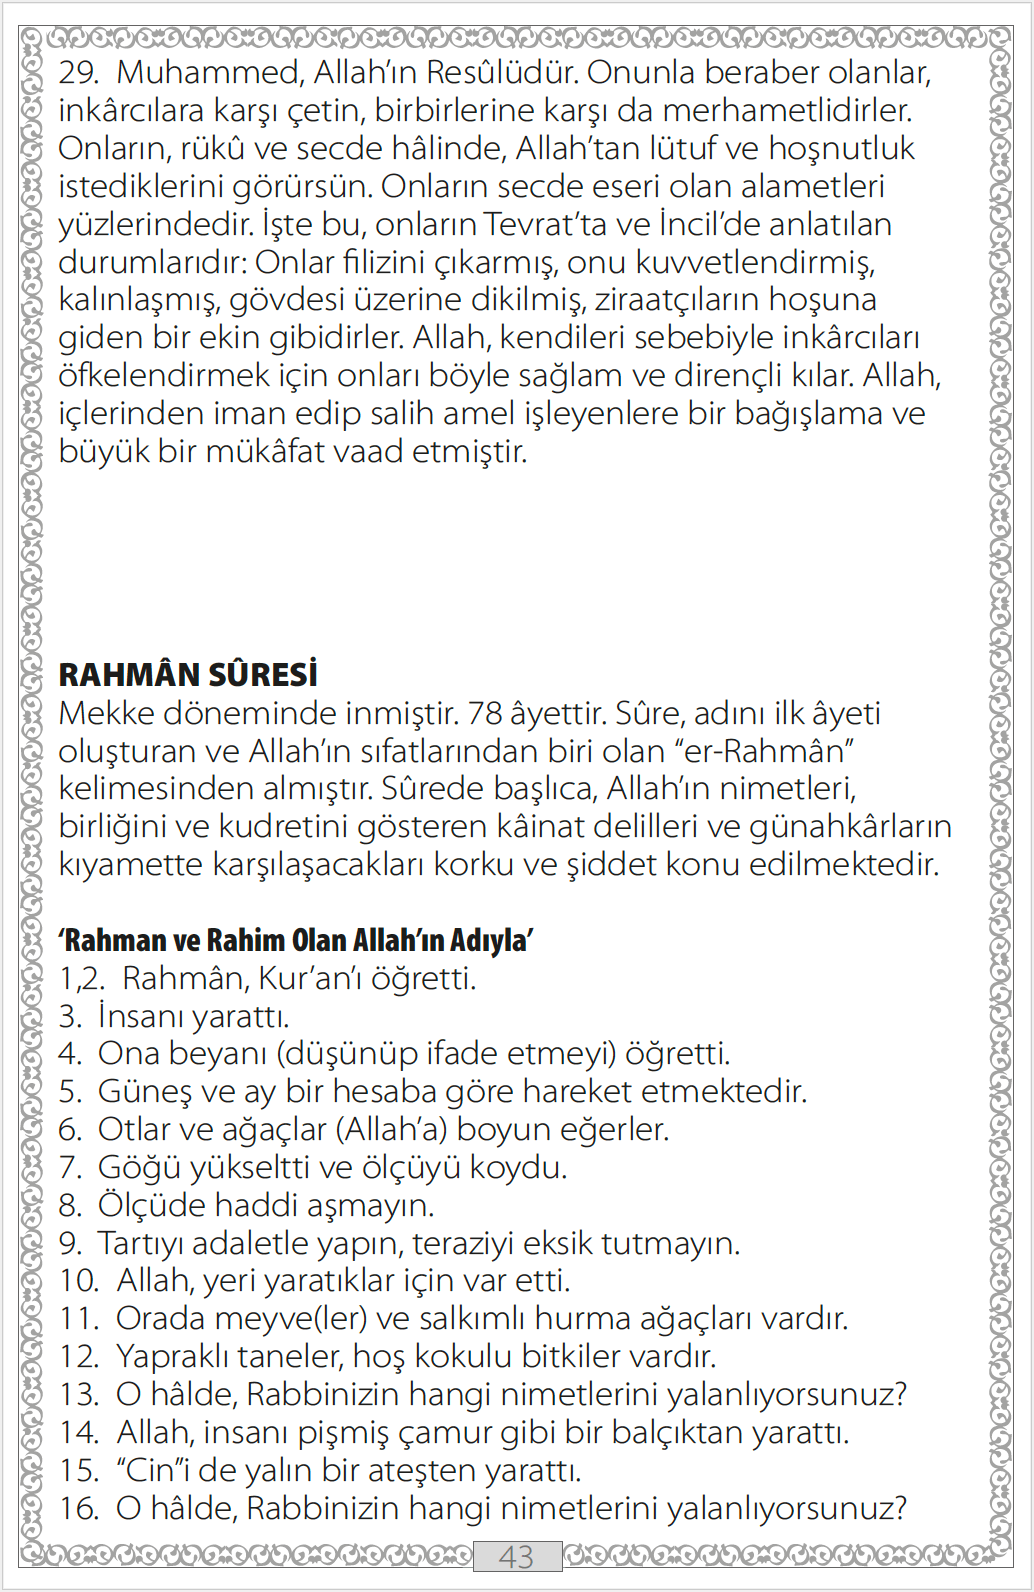 29.  Muhammed, Allah’ın Resûlüdür. Onunla beraber olanlar,
inkârcılara karşı çetin, birbirlerine karşı da merhametlidirler.
Onların, rükû ve secde hâlinde, Allah’tan lütuf ve hoşnutluk
istediklerini görürsün. Onların secde eseri olan alametleri
yüzlerindedir. İşte bu, onların Tevrat’ta ve İncil’de anlatılan
durumlarıdır: Onlar filizini çıkarmış, onu kuvvetlendirmiş,
kalınlaşmış, gövdesi üzerine dikilmiş, ziraatçıların hoşuna
giden bir ekin gibidirler. Allah, kendileri sebebiyle inkârcıları
öfkelendirmek için onları böyle sağlam ve dirençli kılar. Allah,
içlerinden iman edip salih amel işleyenlere bir bağışlama ve
büyük bir mükâfat vaad etmiştir.
RAHMÂN SÛRESİ
Mekke döneminde inmiştir. 78 âyettir. Sûre, adını ilk âyeti
oluşturan ve Allah’ın sıfatlarından biri olan “er-Rahmân”
kelimesinden almıştır. Sûrede başlıca, Allah’ın nimetleri,
birliğini ve kudretini gösteren kâinat delilleri ve günahkârların
kıyamette karşılaşacakları korku ve şiddet konu edilmektedir.
‘Rahman ve Rahim Olan Allah’ın Adıyla’
1,2.  Rahmân, Kur’an’ı öğretti.
3.  İnsanı yarattı.
4.  Ona beyanı (düşünüp ifade etmeyi) öğretti.
5.  Güneş ve ay bir hesaba göre hareket etmektedir.
6.  Otlar ve ağaçlar (Allah’a) boyun eğerler.
7.  Göğü yükseltti ve ölçüyü koydu.
8.  Ölçüde haddi aşmayın.
9.  Tartıyı adaletle yapın, teraziyi eksik tutmayın.
10.  Allah, yeri yaratıklar için var etti.
11.  Orada meyve(ler) ve salkımlı hurma ağaçları vardır.
12.  Yapraklı taneler, hoş kokulu bitkiler vardır.
13.  O hâlde, Rabbinizin hangi nimetlerini yalanlıyorsunuz?
14.  Allah, insanı pişmiş çamur gibi bir balçıktan yarattı.
15.  “Cin”i de yalın bir ateşten yarattı.
16.  O hâlde, Rabbinizin hangi nimetlerini yalanlıyorsunuz?
43